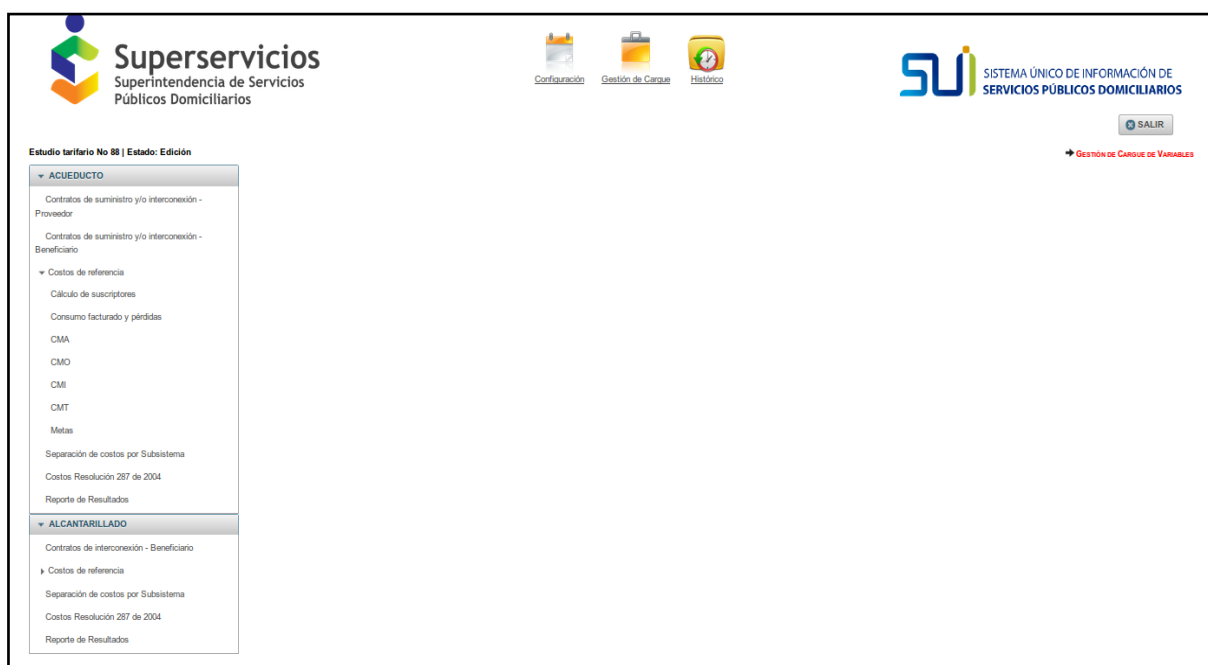 Superservicios
Superintendencia de Servicios
Públicos Domiciliarios
Configuración
Gestión de Cargue
Histórico
sui
SISTEMA ÚNICO DE INFORMACIÓN DE
SERVICIOS PÚBLICOS DOMICILIARIOS
SALIR
Estudio tarifario No 88 | Estado: Edición
GESTIÓN DE CARGUE DE VARIABLES
ACUEDUCTO
Contratos de suministro y/o interconexión -
Proveedor
Contratos de suministro y/o interconexión -
Beneficiario
Costos de referencia
Cálculo de suscriptores
Consumo facturado y pérdidas
CMA
CMO
CMI
CMT
Metas
Separación de costos por Subsistema
Costos Resolución 287 de 2004
Reporte de Resultados
ALCANTARILLADO
Contratos de interconexión - Beneficiario
Costos de referencia
Separación de costos por Subsistema
Costos Resolución 287 de 2004
Reporte de Resultados